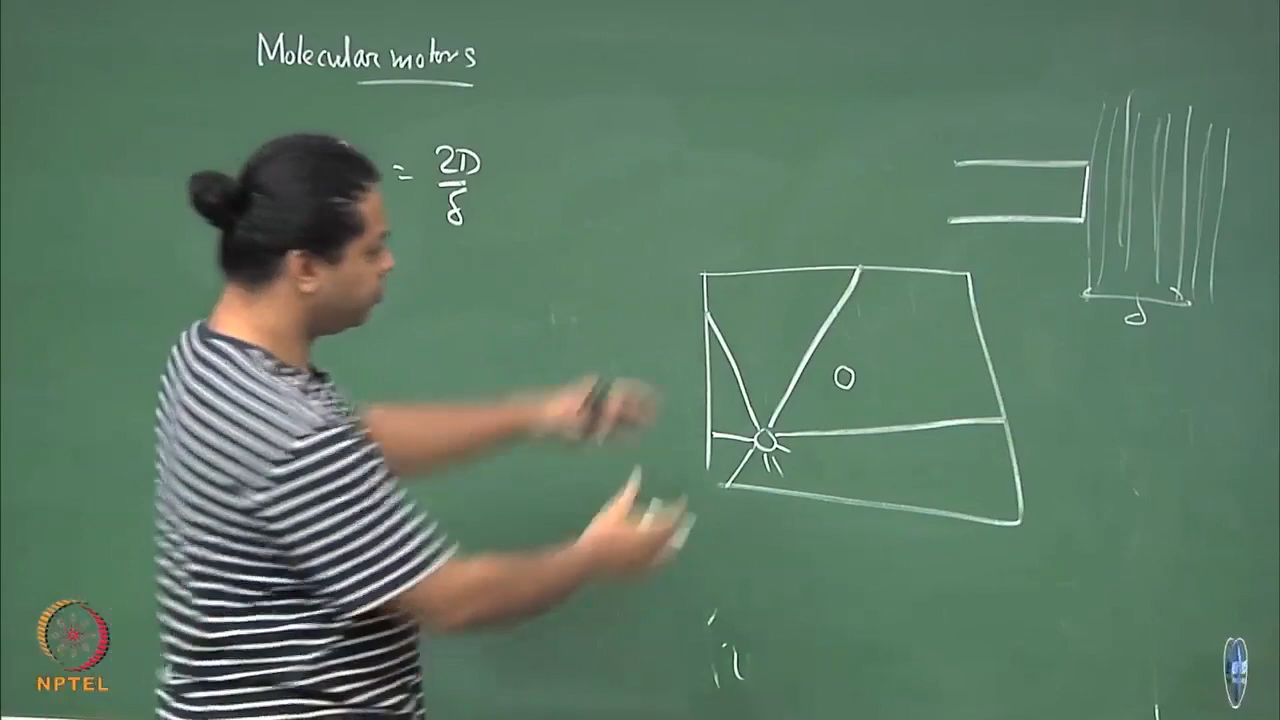 Molecular motors
= 2D/δ
d
NPTEL